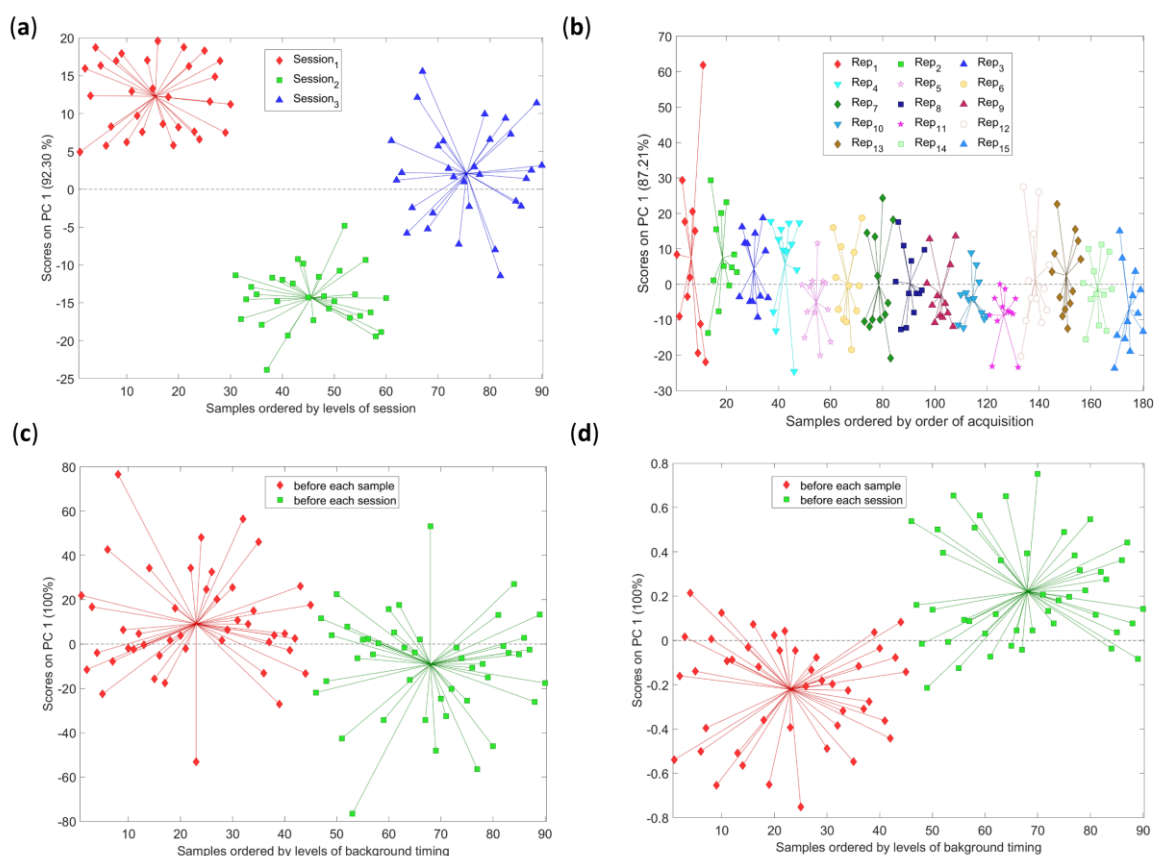 (a)
20
15
10
5
0
-5
-10
-15
-20
-25
Scores on PC 1 (92.30 %)
Session1
Session2
Session3
10 20 30 40 50 60 70 80 90
Samples ordered by levels of session
(b)
70
60
50
40
30
20
10
0
-10
-20
-30
Scores on PC 1 (87.21%)
Rep1 Rep2 Rep3
Rep4 Rep5 Rep6
Rep7 Rep8 Rep9
Rep10 Rep11 Rep12
Rep13 Rep14 Rep15
20 40 60 80 100 120 140 160 180
Samples ordered by order of acquisition
(c)
80
60
40
20
0
-20
-40
-60
-80
Scores on PC 1 (100%)
before each sample
before each session
10 20 30 40 50 60 70 80 90
Samples ordered by levels of background timing
(d)
0.8
0.6
0.4
0.2
0
-0.2
-0.4
-0.6
-0.8
Scores on PC 1 (100%)
before each sample
before each session
10 20 30 40 50 60 70 80 90
Samples ordered by levels of bakground timing